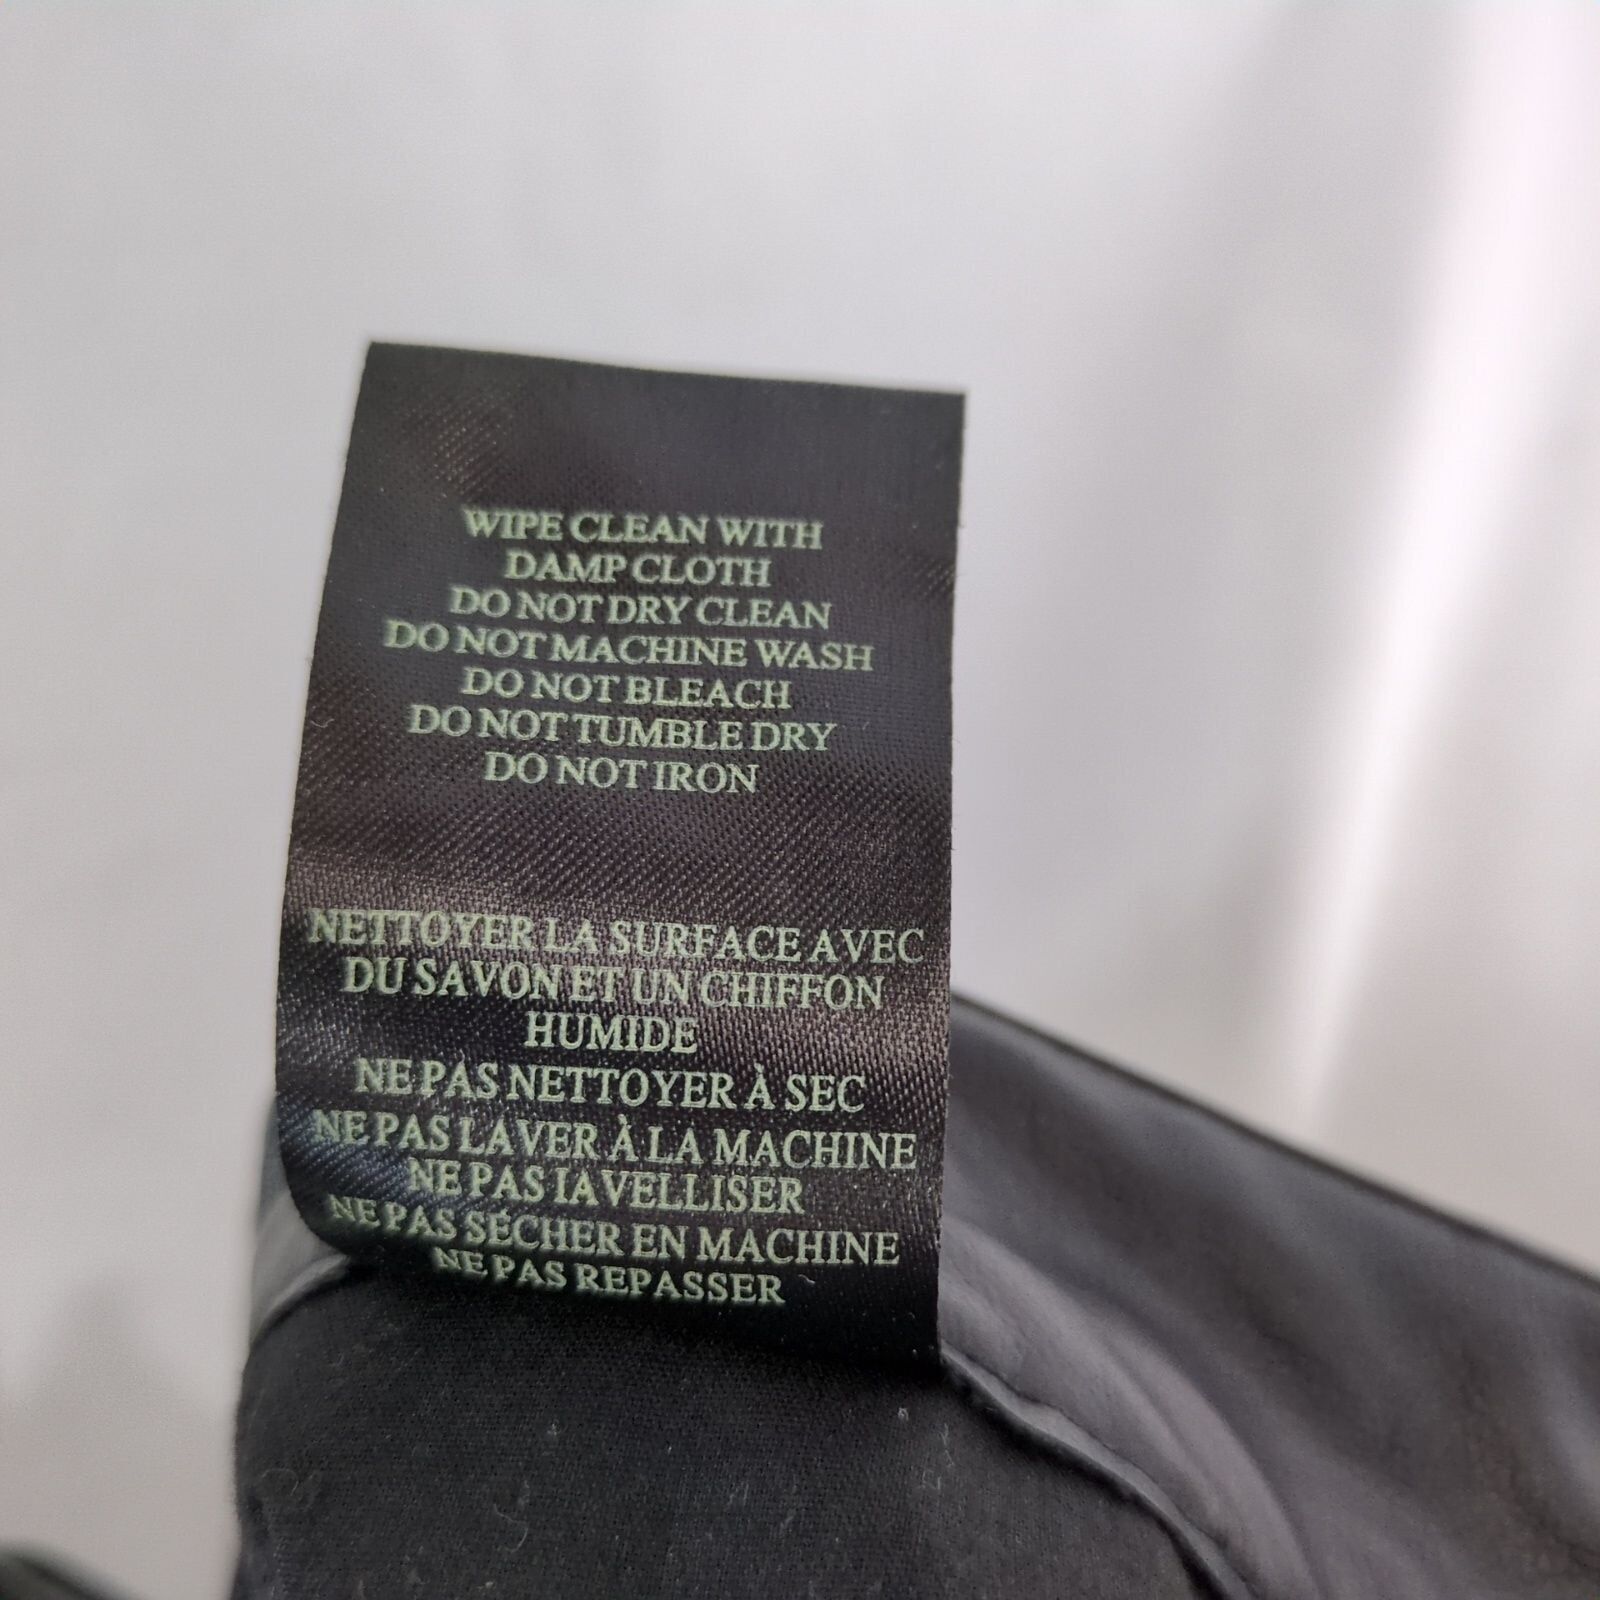 WIPE CLEAN WITH
DAMP CLOTH
DO NOT DRY CLEAN
DO NOT MACHINE WASH
DO NOT BLEACH
DO NOT TUMBLE DRY
DO NOT IRON
NETTOYER LA SURFACE AVEC
DU SAVON ET UN CHIFFON
HUMIDE
NE PAS NETTOYER À SEC
NE PAS LAVER À LA MACHINE
NE PAS IAVELLISER
NE PAS SÉCHER EN MACHINE
NE PAS REPASSER